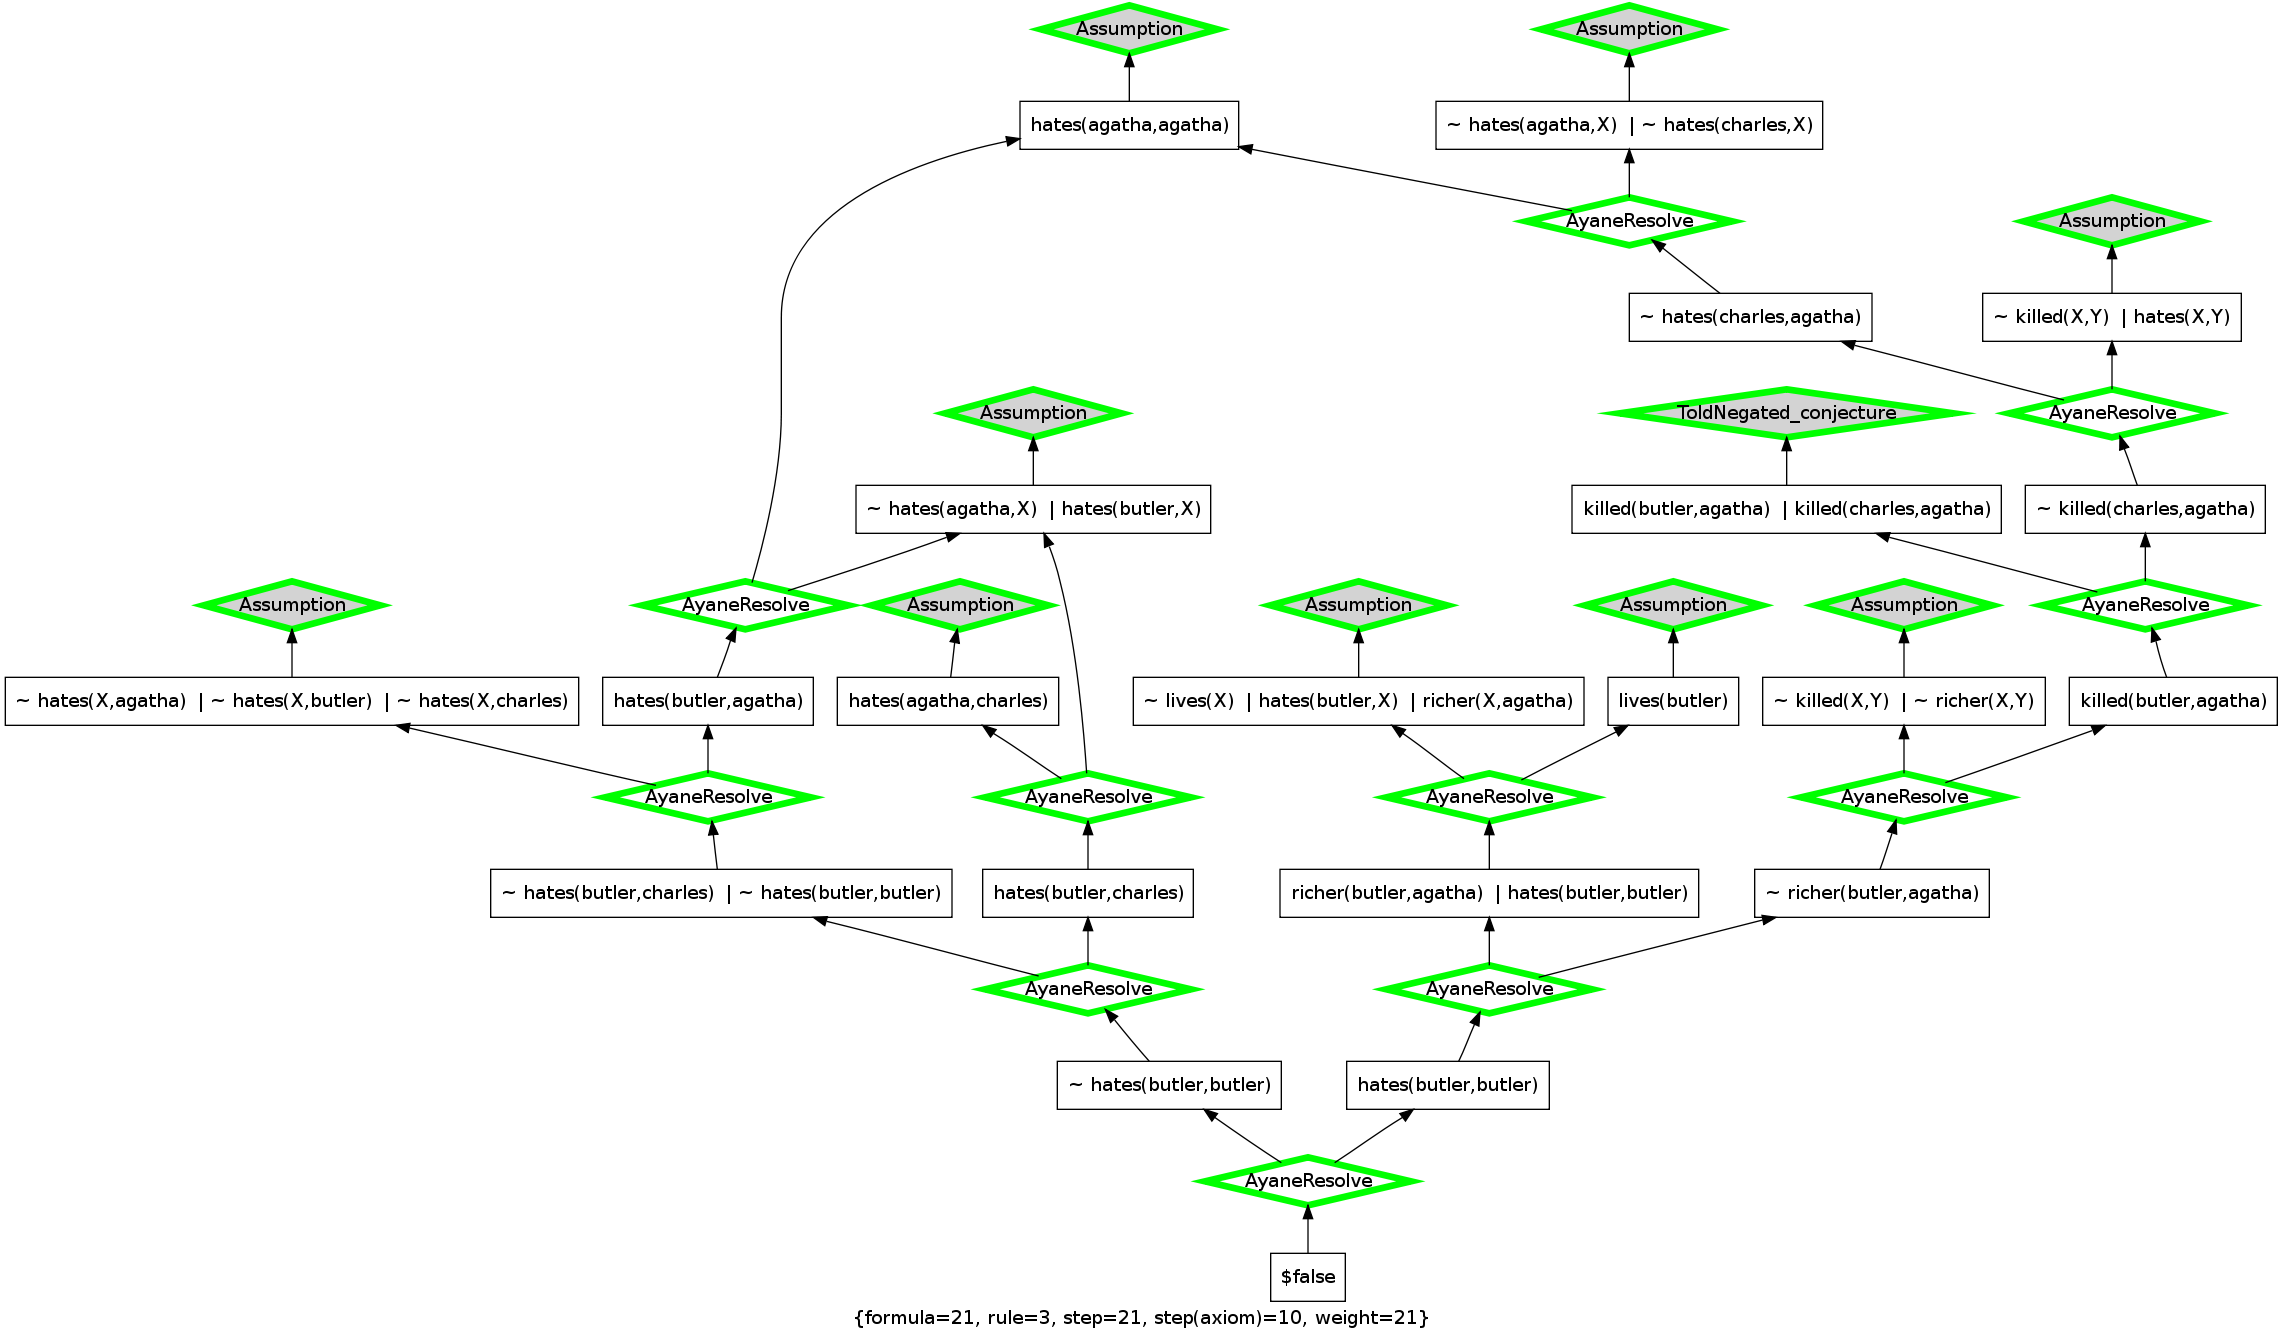 Assumption
Assumption
hates(agatha,agatha)
~ hates(agatha,X) | ~ hates(charles,X)
AyaneResolve
Assumption
~ hates(charles,agatha)
~ killed(X,Y) | hates(X,Y)
Assumption
ToldNegated_conjecture
AyaneResolve
~ hates(agatha,X) | hates(butler,X)
killed(butler,agatha) | killed(charles,agatha)
~ killed(charles,agatha)
Assumption
AyaneResolve
Assumption
Assumption
Assumption
Assumption
AyaneResolve
~ hates(X,agatha) | ~ hates(X,butler) | ~ hates(X,charles)
hates(butler,agatha)
hates(agatha,charles)
~ lives(X) | hates(butler,X) | richer(X,agatha)
lives(butler)
~ killed(X,Y) | ~ richer(X,Y)
killed(butler,agatha)
AyaneResolve
AyaneResolve
AyaneResolve
AyaneResolve
~ hates(butler,charles) | ~ hates(butler,butler)
hates(butler,charles)
richer(butler,agatha) | hates(butler,butler)
~ richer(butler,agatha)
AyaneResolve
AyaneResolve
~ hates(butler,butler)
hates(butler,butler)
AyaneResolve
$false
{formula=21, rule=3, step=21, step(axiom)=10, weight=21}